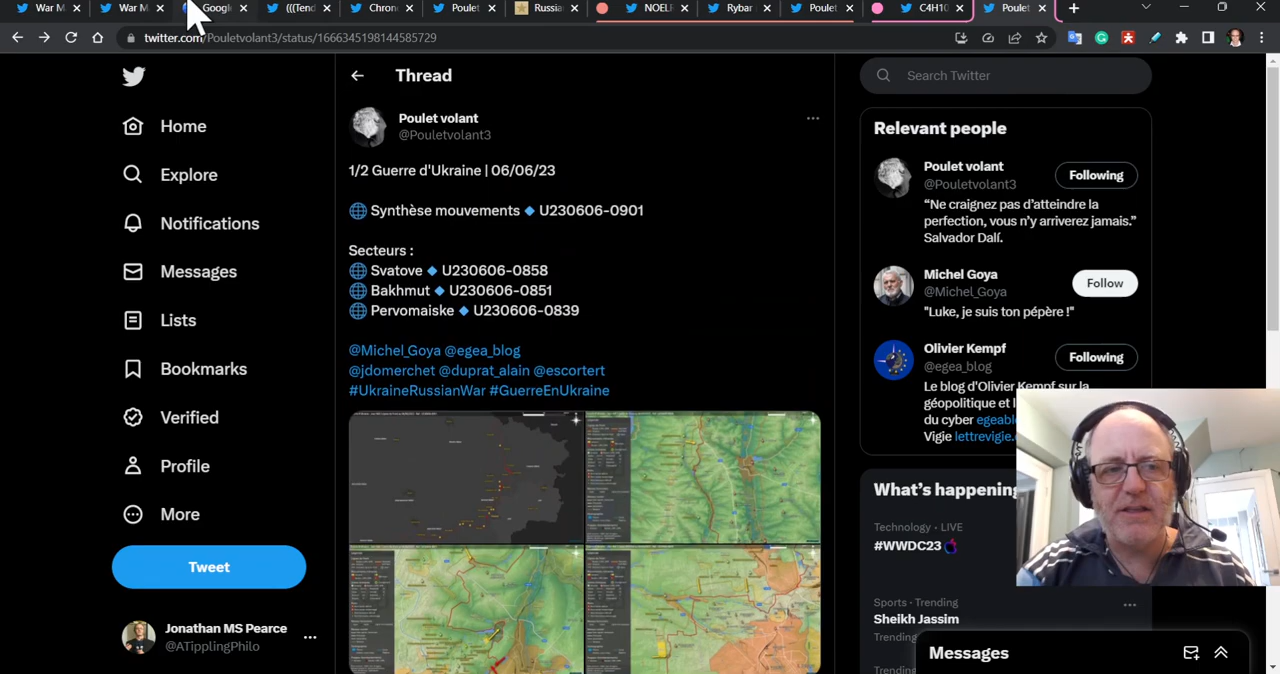 War M
War M
Google
(((Tend
Chron
Poulet
Russian
NOELR
Rybar
Poulet
C4H10
Poulet
twitter.com/Pouletvolant3/status/1666345198144585729
Home
Explore
Notifications
Messages
Lists
Bookmarks
Verified
Profile
More
Tweet
Jonathan MS Pearce
@ATipplingPhilo
Thread
Poulet volant
@Pouletvolant3
1/2 Guerre d'Ukraine | 06/06/23
🌐 Synthèse mouvements 🔹 U230606-0901
Secteurs :
🌐 Svatove 🔹 U230606-0858
🌐 Bakhmut 🔹 U230606-0851
🌐 Pervomaiske 🔹 U230606-0839
@Michel_Goya @egea_blog
@jdomerchet @duprat_alain @escortert
#UkraineRussianWar #GuerreEnUkraine
Search Twitter
Relevant people
Poulet volant
@Pouletvolant3
Following
“Ne craignez pas d’atteindre la
perfection, vous n’y arriverez jamais.”
Salvador Dalí.
Michel Goya
@Michel_Goya
Follow
"Luke, je suis ton pépère !"
Olivier Kempf
@egea_blog
Following
Le blog d'Olivier Kempf sur la
géopolitique et l
du cyber egeabl
Vigie lettrevigie.c
What's happening
Technology · LIVE
#WWDC23
Sports · Trending
Sheikh Jassim
Trending
Trending
Messages